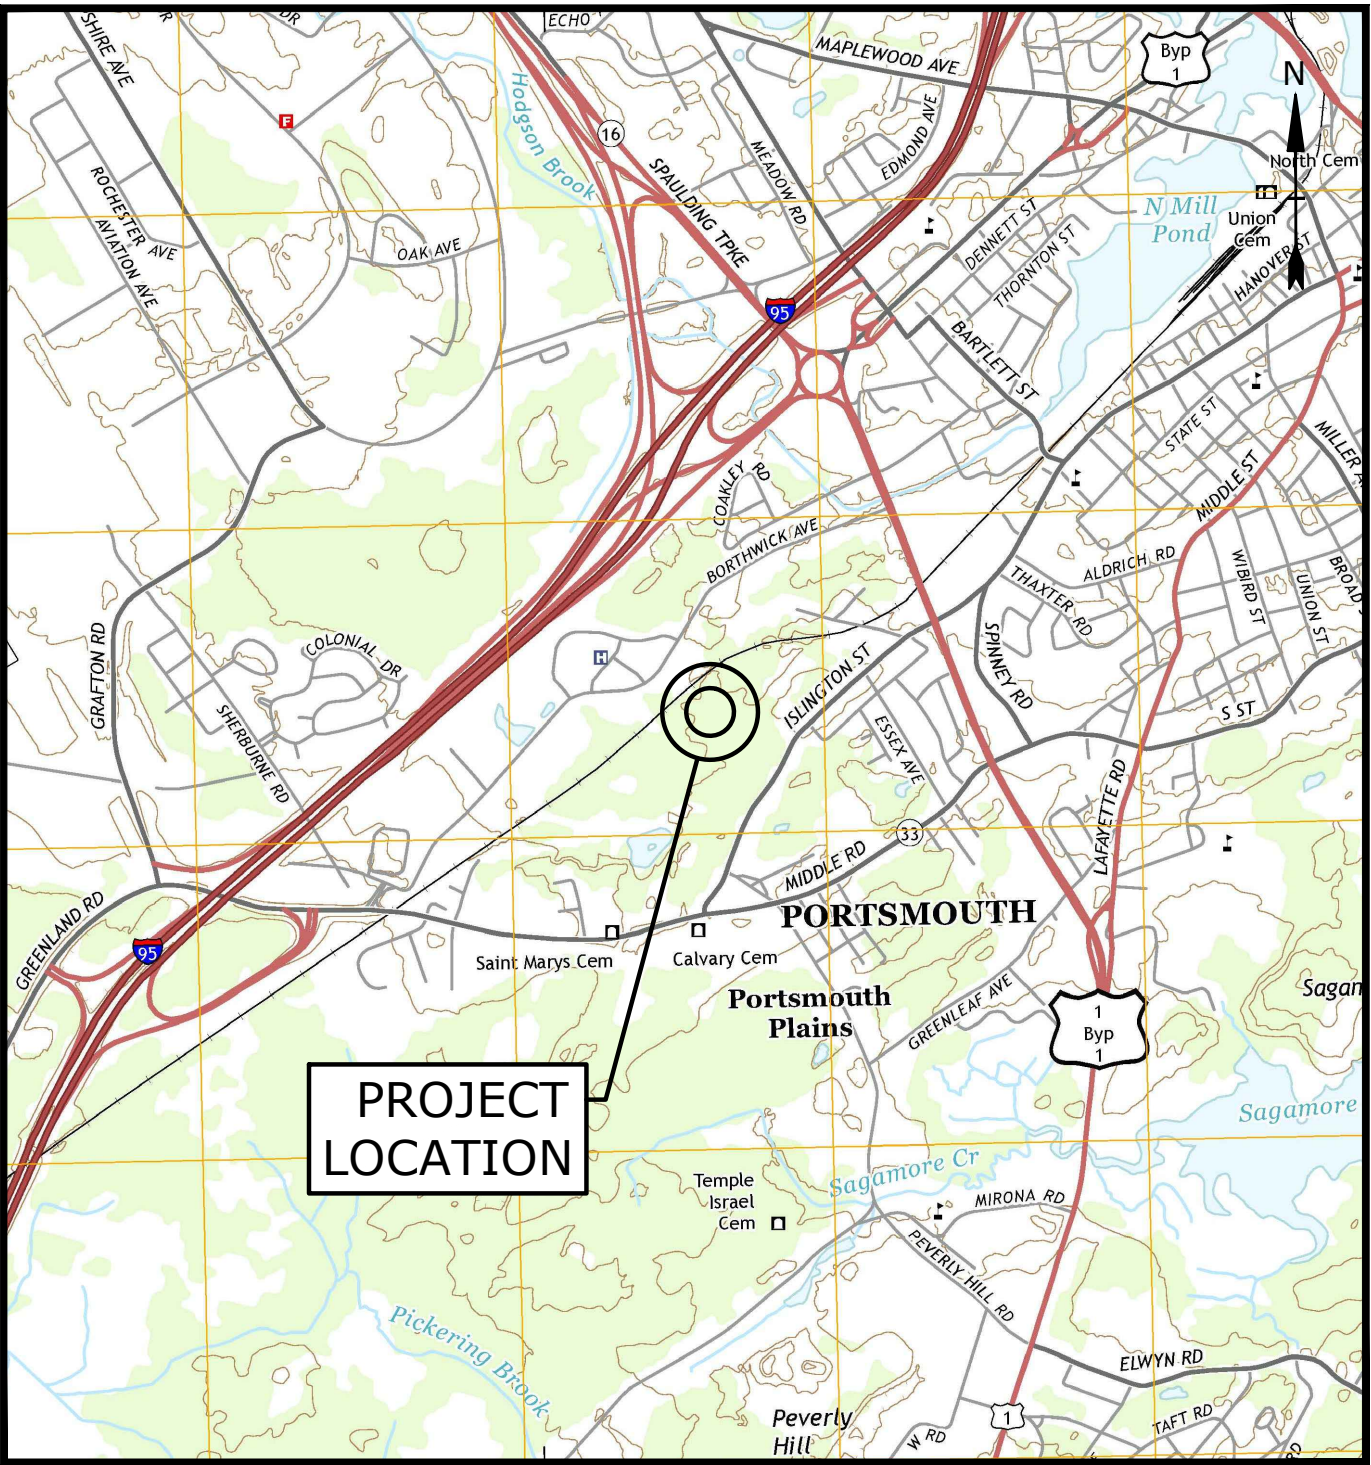 ECHO
SHIRE AVE
DR
MAPLEWOOD AVE
Byp
1
N
Hodgson Brook
16
SPAULDING TPKE
MEADOW RD
EDMOND AVE
North Cem
F
ROCHESTER AVE
AVIATION AVE
OAK AVE
DENNETT ST
THORNTON ST
N Mill
Pond
Union
Cem
HANOVER ST
95
BARTLETT ST
STATE ST
MIDDLE ST
MILLER A
COAKLEY RD
BORTHWICK AVE
ALDRICH RD
THAXTER RD
WIBIRD ST
UNION ST
BROAD
GRAFTON RD
COLONIAL DR
H
ISLINGTON ST
SPINNEY RD
S ST
SHERBURNE RD
ESSEX AVE
LAFAYETTE RD
33
MIDDLE RD
GREENLAND RD
95
PORTSMOUTH
Saint Marys Cem
Calvary Cem
Portsmouth
Plains
GREENLEAF AVE
Sagam
1
Byp
1
PROJECT
LOCATION
Sagamore
Sagamore Cr
Temple
Israel
Cem
MIRONA RD
PEVERLY HILL RD
Pickering Brook
ELWYN RD
Peverly
Hill
W RD
1
TAFT RD
RD